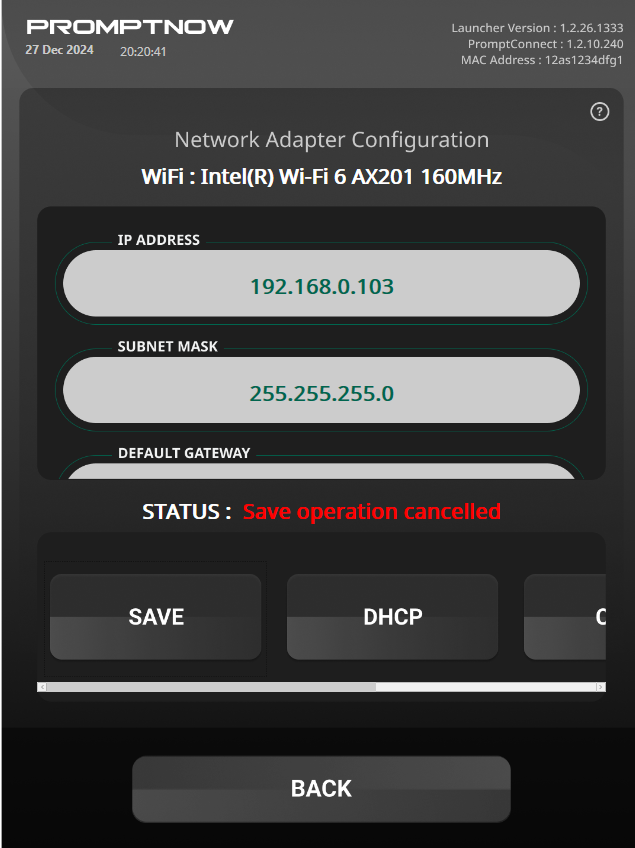 PROMPTNOW
27 Dec 2024 20:20:41
Launcher Version : 1.2.26.1333
PromptConnect : 1.2.10.240
MAC Address : 12as1234dfg1
?
Network Adapter Configuration
WiFi : Intel(R) Wi-Fi 6 AX201 160MHz
IP ADDRESS
192.168.0.103
SUBNET MASK
255.255.255.0
DEFAULT GATEWAY
STATUS : Save operation cancelled
SAVE
DHCP
BACK